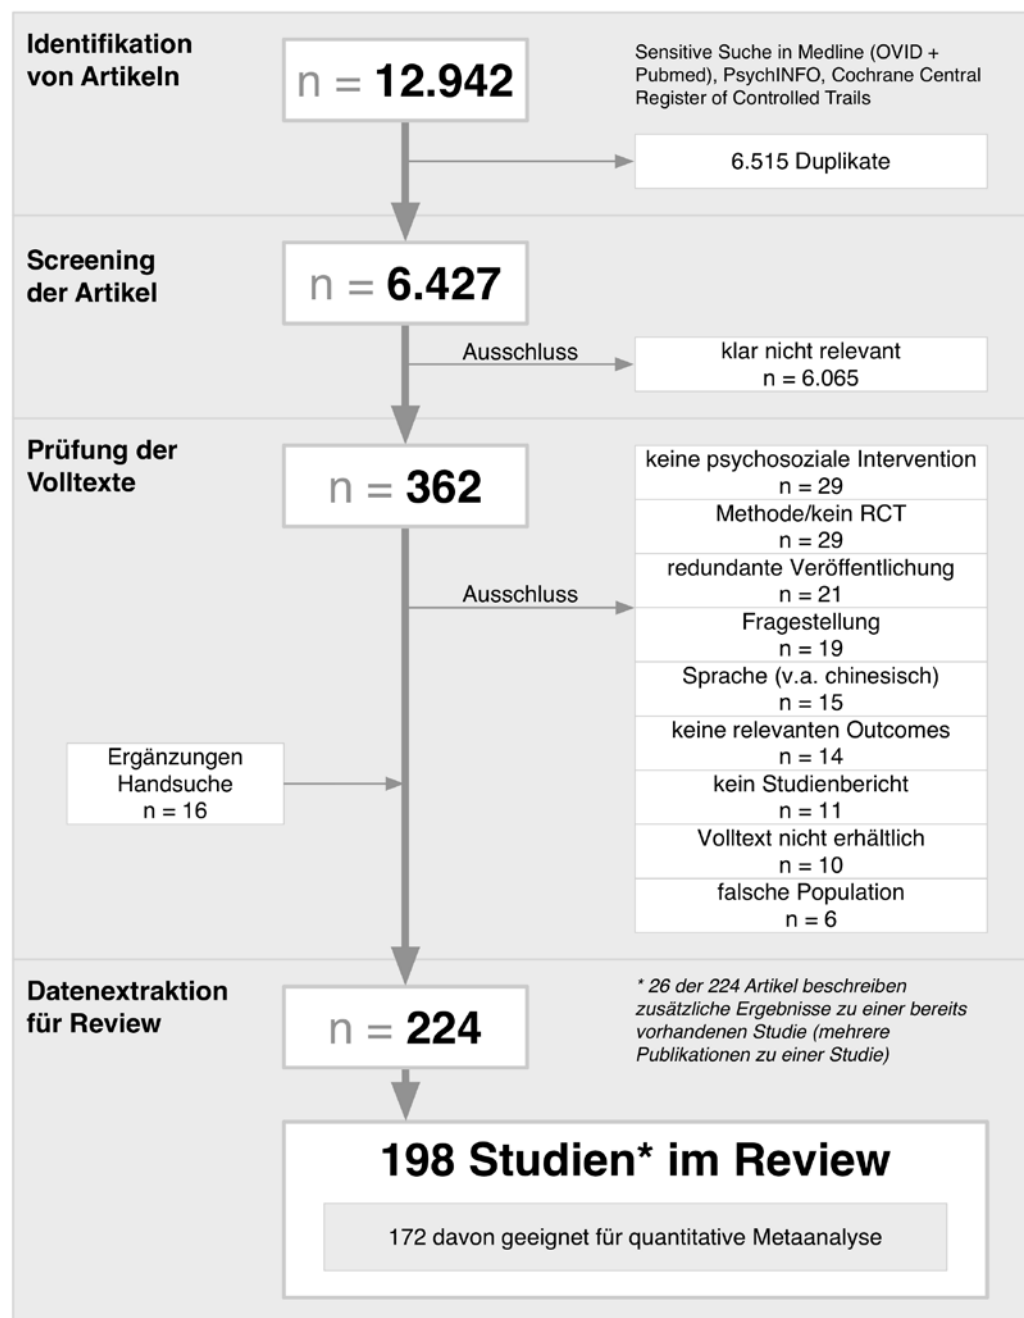 Identifikation
von Artikeln
n = 12.942
Sensitive Suche in Medline (OVID +
Pubmed), PsychINFO, Cochrane Central
Register of Controlled Trails
6.515 Duplikate
Screening
der Artikel
n = 6.427
Ausschluss
klar nicht relevant
n = 6.065
Prüfung der
Volltexte
n = 362
Ausschluss
keine psychosoziale Intervention
n = 29
Methode/kein RCT
n = 29
redundante Veröffentlichung
n = 21
Fragestellung
n = 19
Sprache (v.a. chinesisch)
n = 15
keine relevanten Outcomes
n = 14
kein Studienbericht
n = 11
Volltext nicht erhältlich
n = 10
falsche Population
n = 6
Ergänzungen
Handsuche
n = 16
Datenextraktion
für Review
n = 224
* 26 der 224 Artikel beschreiben
zusätzliche Ergebnisse zu einer bereits
vorhandenen Studie (mehrere
Publikationen zu einer Studie)
198 Studien* im Review
172 davon geeignet für quantitative Metaanalyse